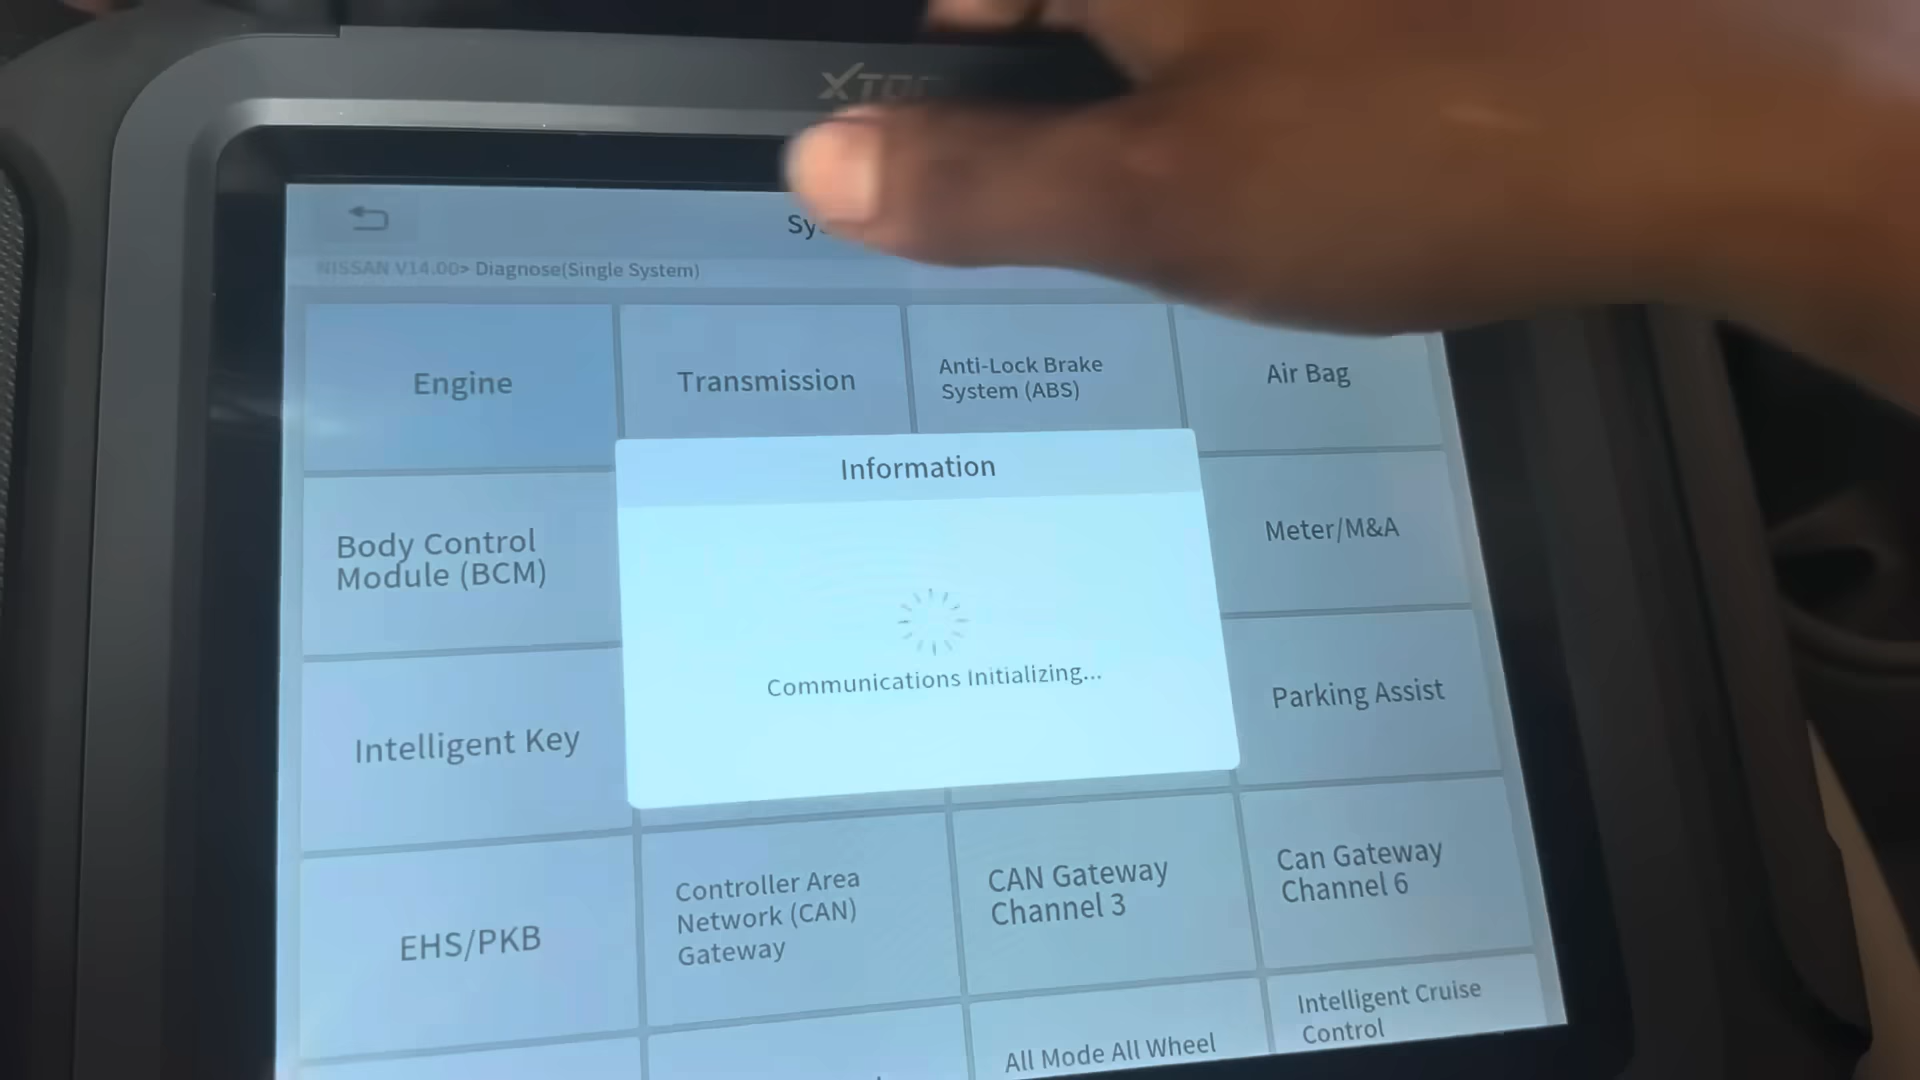 NISSAN V14.00> Diagnose(Single System)
Engine
Transmission
Anti-Lock Brake
System (ABS)
Air Bag
Information
Body Control
Module (BCM)
Meter/M&A
Communications Initializing...
Intelligent Key
Parking Assist
EHS/PKB
Controller Area
Network (CAN)
Gateway
CAN Gateway
Channel 3
Can Gateway
Channel 6
All Mode All Wheel
Intelligent Cruise
Control